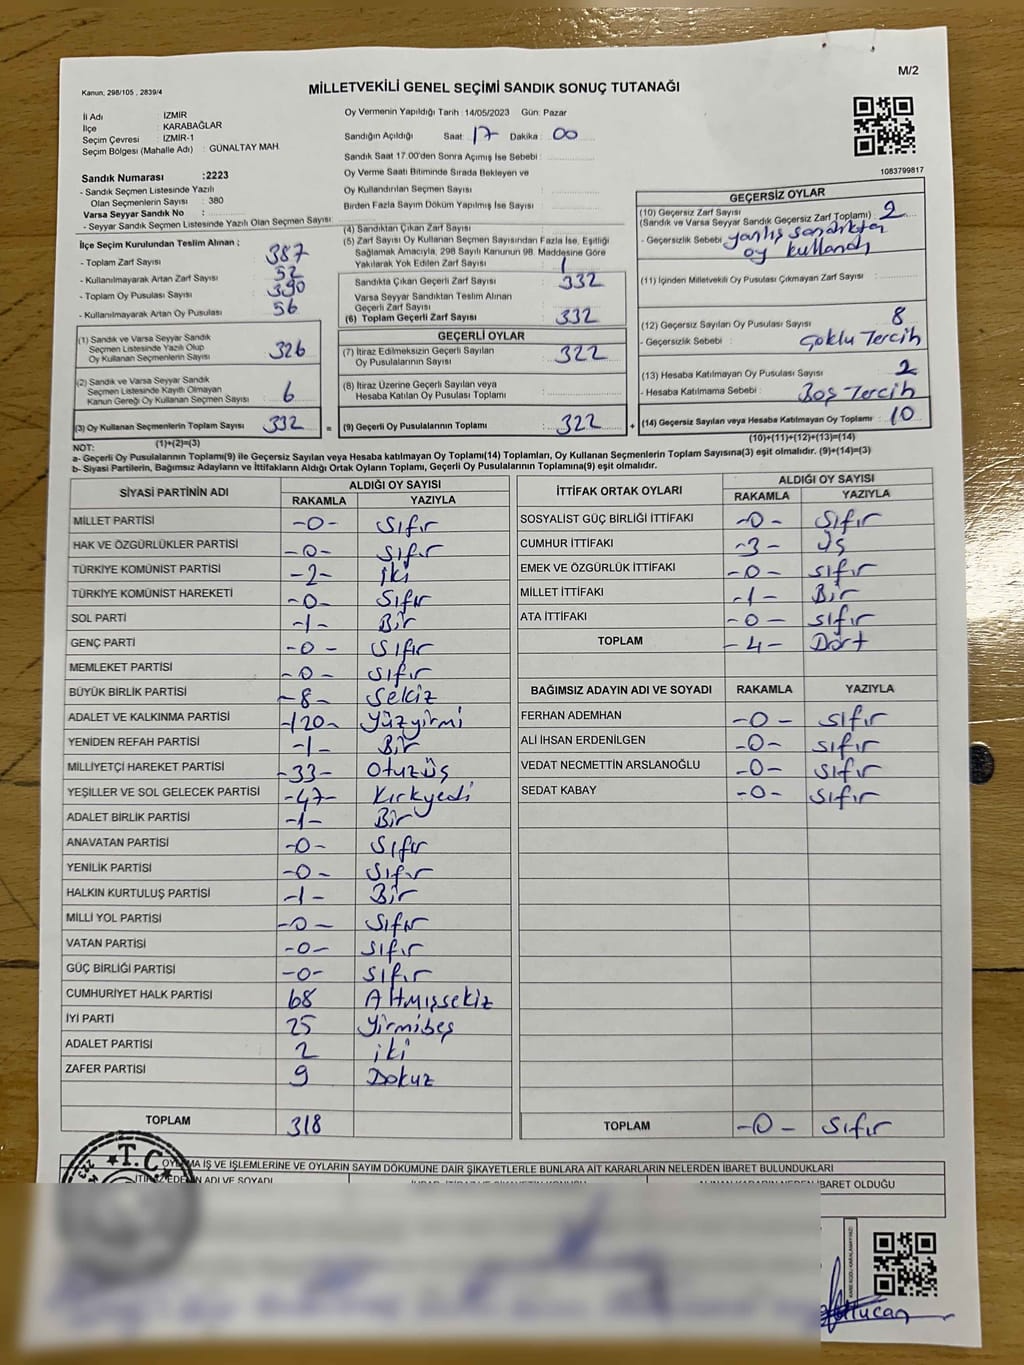 M/2
Kanun, 298/105 , 2839/4
MİLLETVEKİLİ GENEL SEÇİMİ SANDIK SONUÇ TUTANAĞI
İl Adı : İZMİR
İlçe : KARABAĞLAR
Seçim Çevresi : İZMİR-1
Seçim Bölgesi (Mahalle Adı) : GÜNALTAY MAH.
Oy Vermenin Yapıldığı Tarih : 14/05/2023 Gün: Pazar
Sandığın Açıldığı Saat : 17 Dakika : 00
Sandık Saat 17.00'den Sonra Açımış İse Sebebi :
Oy Verme Saati Bitiminde Sırada Bekleyen ve
Oy Kullandırılan Seçmen Sayısı :
Birden Fazla Sayım Döküm Yapılmış İse Sayısı :
1083799817
Sandık Numarası :2223
- Sandık Seçmen Listesinde Yazılı
Olan Seçmenlerin Sayısı : 380
Varsa Seyyar Sandık No :
- Seyyar Sandık Seçmen Listesinde Yazılı Olan Seçmen Sayısı:
İlçe Seçim Kurulundan Teslim Alınan ;
- Toplam Zarf Sayısı : 387
- Kullanılmayarak Artan Zarf Sayısı : 52
- Toplam Oy Pusulası Sayısı : 390
- Kullanılmayarak Artan Oy Pusulası : 56
(1) Sandık ve Varsa Seyyar Sandık
Seçmen Listesinde Yazılı Olup
Oy Kullanan Seçmenlerin Sayısı : 326
(2) Sandık ve Varsa Seyyar Sandık
Seçmen Listesinde Kayıtlı Olmayan
Kanun Gereği Oy Kullanan Seçmen Sayısı : 6
(3) Oy Kullanan Seçmenlerin Toplam Sayısı : 332
(1)+(2)=(3)
(4) Sandıktan Çıkan Zarf Sayısı :
(5) Zarf Sayısı Oy Kullanan Seçmen Sayısından Fazla İse, Eşitliği
Sağlamak Amacıyla, 298 Sayılı Kanunun 98. Maddesine Göre
Yakılarak Yok Edilen Zarf Sayısı : 1
Sandıkta Çıkan Geçerli Zarf Sayısı : 332
Varsa Seyyar Sandıktan Teslim Alınan
Geçerli Zarf Sayısı :
(6) Toplam Geçerli Zarf Sayısı : 332
GEÇERLİ OYLAR
(7) İtiraz Edilmeksizin Geçerli Sayılan
Oy Pusulalarının Sayısı : 322
(8) İtiraz Üzerine Geçerli Sayılan veya
Hesaba Katılan Oy Pusulası Toplamı :
= (9) Geçerli Oy Pusulalarının Toplamı : 322 +
GEÇERSİZ OYLAR
(10) Geçersiz Zarf Sayısı
(Sandık ve Varsa Seyyar Sandık Geçersiz Zarf Toplamı) : 2
- Geçersizlik Sebebi : yanlış sandıktan
oy kullandı
(11) İçinden Milletvekili Oy Pusulası Çıkmayan Zarf Sayısı :
(12) Geçersiz Sayılan Oy Pusulası Sayısı : 8
- Geçersizlik Sebebi : Çoklu Tercih
(13) Hesaba Katılmayan Oy Pusulası Sayısı : 2
- Hesaba Katılmama Sebebi : Boş Tercih
(14) Geçersiz Sayılan veya Hesaba Katılmayan Oy Toplamı : 10
(10)+(11)+(12)+(13)=(14)
NOT:
a- Geçerli Oy Pusulalarının Toplamı(9) ile Geçersiz Sayılan veya Hesaba katılmayan Oy Toplamı(14) Toplamları, Oy Kullanan Seçmenlerin Toplam Sayısına(3) eşit olmalıdır. (9)+(14)=(3)
b- Siyasi Partilerin, Bağımsız Adayların ve İttifakların Aldığı Ortak Oyların Toplamı, Geçerli Oy Pusulalarının Toplamına(9) eşit olmalıdır.
SİYASİ PARTİNİN ADI ALDIĞI OY SAYISI
RAKAMLA YAZIYLA
MİLLET PARTİSİ -0- Sıfır
HAK VE ÖZGÜRLÜKLER PARTİSİ -0- Sıfır
TÜRKİYE KOMÜNİST PARTİSİ -2- iki
TÜRKİYE KOMÜNİST HAREKETİ -0- Sıfır
SOL PARTİ -1- Bir
GENÇ PARTİ -0- Sıfır
MEMLEKET PARTİSİ -0- Sıfır
BÜYÜK BİRLİK PARTİSİ -8- Sekiz
ADALET VE KALKINMA PARTİSİ -120- Yüzyirmi
YENİDEN REFAH PARTİSİ -1- Bir
MİLLİYETÇİ HAREKET PARTİSİ -33- Otuzüç
YEŞİLLER VE SOL GELECEK PARTİSİ -47- Kırkyedi
ADALET BİRLİK PARTİSİ -1- Bir
ANAVATAN PARTİSİ -0- Sıfır
YENİLİK PARTİSİ -0- Sıfır
HALKIN KURTULUŞ PARTİSİ -1- Bir
MİLLİ YOL PARTİSİ -0- Sıfır
VATAN PARTİSİ -0- Sıfır
GÜÇ BİRLİĞİ PARTİSİ -0- Sıfır
CUMHURİYET HALK PARTİSİ 68 Altmışsekiz
İYİ PARTİ 25 Yirmibeş
ADALET PARTİSİ 2 iki
ZAFER PARTİSİ 9 Dokuz
TOPLAM 318
İTTİFAK ORTAK OYLARI ALDIĞI OY SAYISI
RAKAMLA YAZIYLA
SOSYALİST GÜÇ BİRLİĞİ İTTİFAKI -0- Sıfır
CUMHUR İTTİFAKI -3- Üç
EMEK VE ÖZGÜRLÜK İTTİFAKI -0- Sıfır
MİLLET İTTİFAKI -1- Bir
ATA İTTİFAKI -0- Sıfır
TOPLAM -4- Dört
BAĞIMSIZ ADAYIN ADI VE SOYADI RAKAMLA YAZIYLA
FERHAN ADEMHAN -0- Sıfır
ALİ İHSAN ERDENİLGEN -0- Sıfır
VEDAT NECMETTİN ARSLANOĞLU -0- Sıfır
SEDAT KABAY -0- Sıfır
TOPLAM -0- Sıfır
T.C
İŞ VE İŞLEMLERİNE VE OYLARIN SAYIM DÖKÜMÜNE DAİR ŞİKAYETLERLE BUNLARA AİT KARARLARIN NELERDEN İBARET BULUNDUKLARI
ADI VE SOYADI
İBARET OLDUĞU